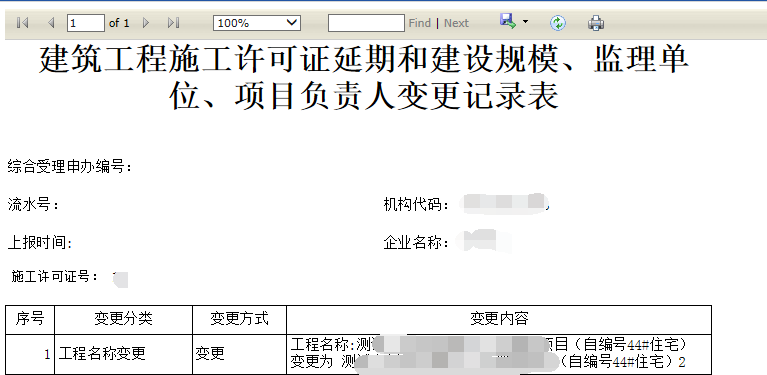 1 of 1 100% Find | Next
建筑工程施工许可证延期和建设规模、监理单
位、项目负责人变更记录表
综合受理申办编号：
流水号： 机构代码：
上报时间: 企业名称：
施工许可证号：
序号 变更分类 变更方式 变更内容
1 工程名称变更 变更 工程名称:测 项目（自编号44#住宅）
变更为 测 （自编号44#住宅）2